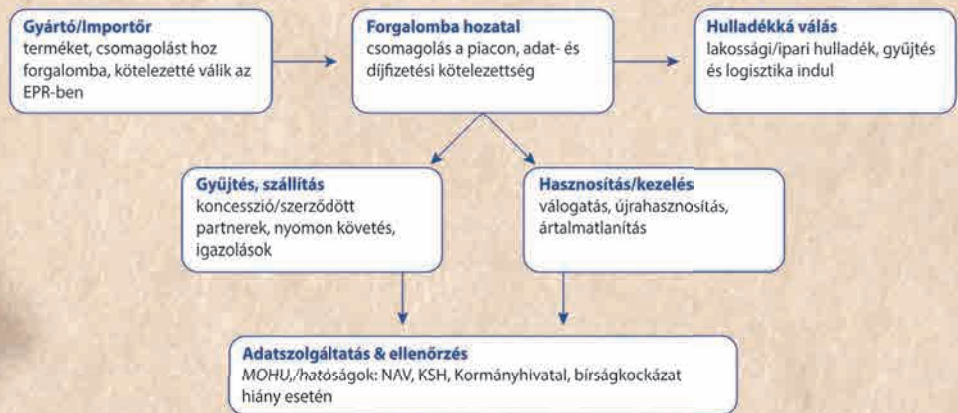 Gyártó/Importőr
terméket, csomagolást hoz
forgalomba, kötelezetté válik az
EPR-ben
Forgalomba hozatal
csomagolás a piacon, adat- és
díjfizetési kötelezettség
Hulladékká válás
lakossági/ipari hulladék, gyűjtés
és logisztika indul
Gyűjtés, szállítás
koncesszió/szerződött
partnerek, nyomon követés,
igazolások
Hasznosítás/kezelés
válogatás, újrahasznosítás,
ártalmatlanítás
Adatszolgáltatás & ellenőrzés
MOHU,/hatóságok: NAV, KSH, Kormányhivatal, bírságkockázat
hiány esetén